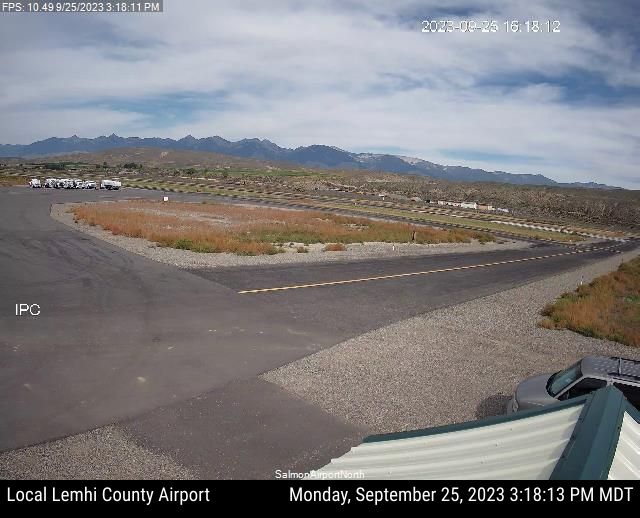 FPS: 10.49 9/25/2023 3:18:11 PM
2023-09-25 16:18:12
IPC
SalmonAirportNorth
Local Lemhi County Airport
Monday, September 25, 2023 3:18:13 PM MDT